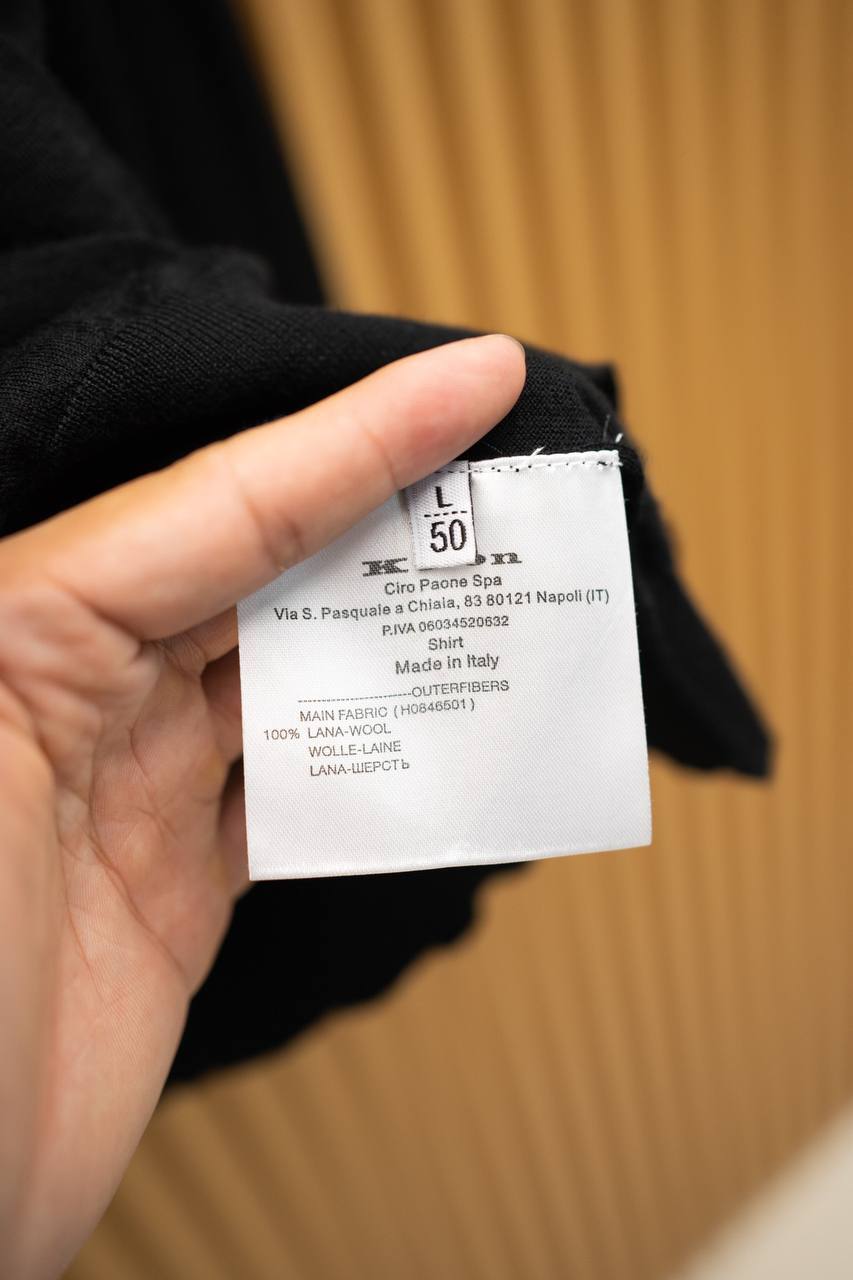 L
50
Ciro Paone Spa
Via S. Pasquale a Chiaia, 83 80121 Napoli (IT)
P.IVA 06034520632
Shirt
Made in Italy
--------------------OUTERFIBERS
MAIN FABRIC (H0846501)
100% LANA-WOOL
WOLLE-LAINE
LANA-ШЕРСТЬ